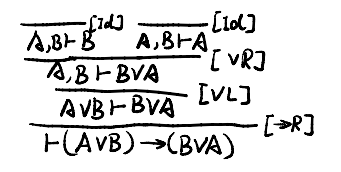 [Id] [Id]
A,B⊢B A,B⊢A
[∨R]
A,B⊢B∨A
[∨L]
A∨B⊢B∨A
[→R]
⊢(A∨B)→(B∨A)